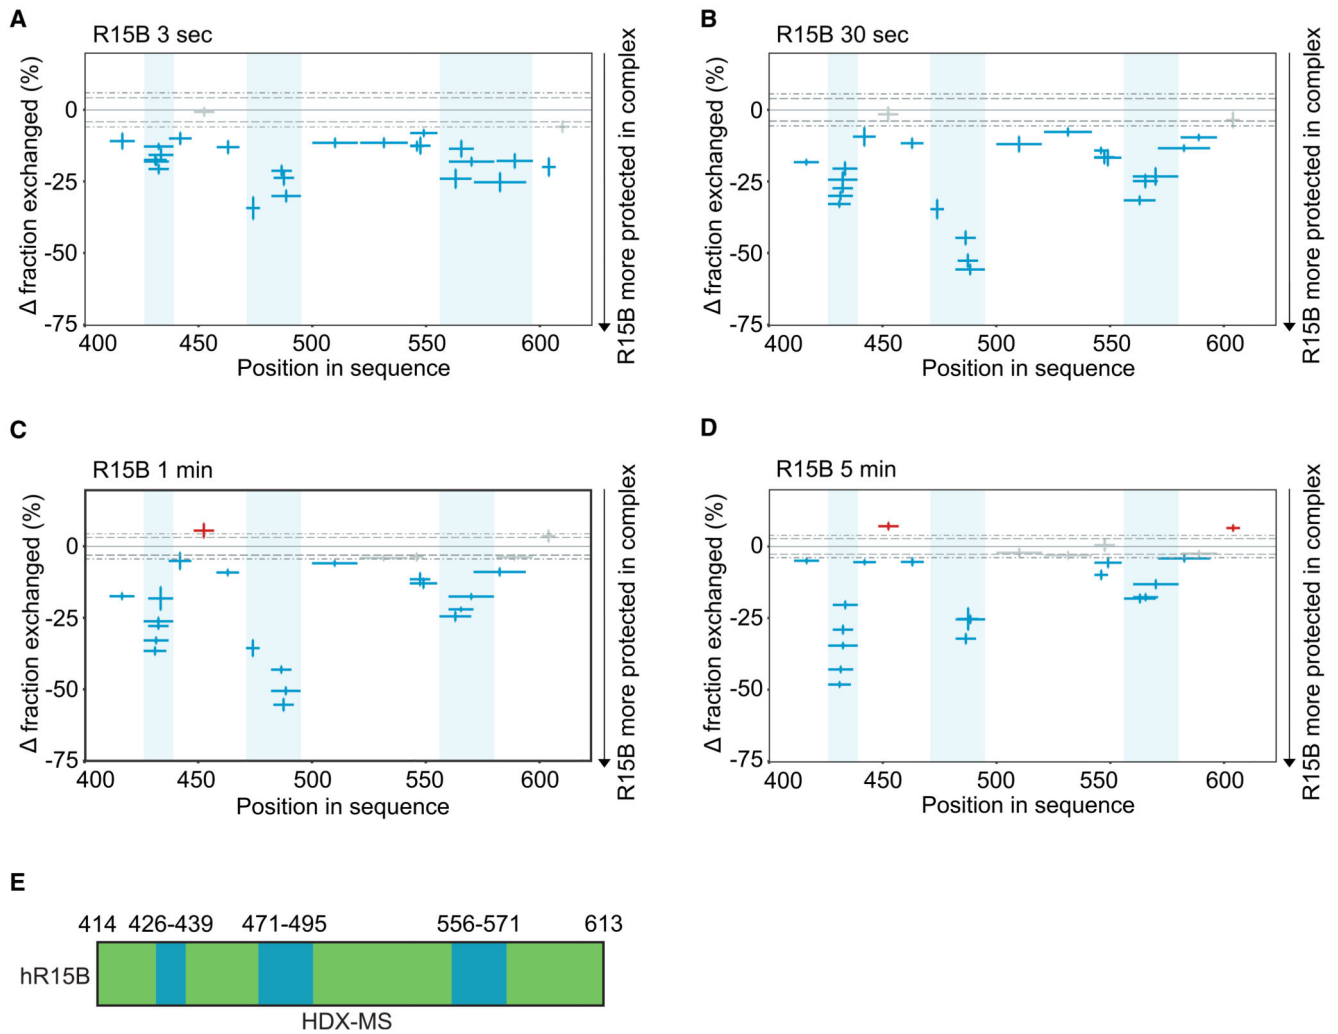 A
R15B 3 sec
Δ fraction exchanged (%)
0
-25
-50
-75
400 450 500 550 600
Position in sequence
R15B more protected in complex
B
R15B 30 sec
Δ fraction exchanged (%)
0
-25
-50
-75
400 450 500 550 600
Position in sequence
R15B more protected in complex
C
R15B 1 min
Δ fraction exchanged (%)
0
-25
-50
-75
400 450 500 550 600
Position in sequence
R15B more protected in complex
D
R15B 5 min
Δ fraction exchanged (%)
0
-25
-50
-75
400 450 500 550 600
Position in sequence
R15B more protected in complex
E
414 426-439 471-495 556-571 613
hR15B
HDX-MS